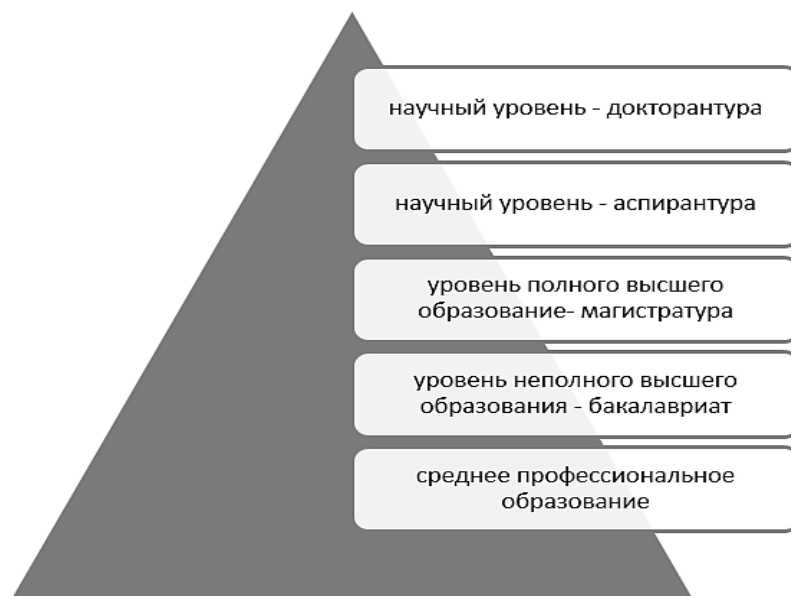 научный уровень - докторантура
научный уровень - аспирантура
уровень полного высшего
образование- магистратура
уровень неполного высшего
образования - бакалавриат
среднее профессиональное
образование